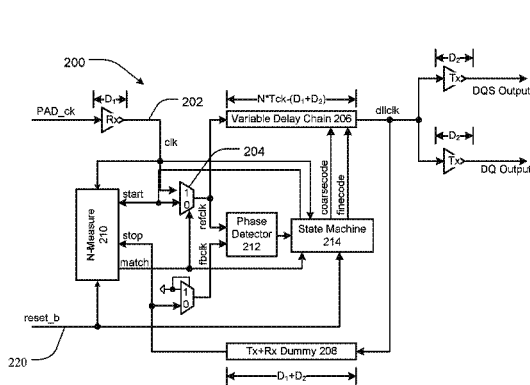 200
D₁
PAD_ck
Rx
202
clk
N*Tck-(D₁+D₂)
Variable Delay Chain 206
dllclk
D₂
Tx
DQS Output
D₂
Tx
DQ Output
204
1
0
refclk
start
N-Measure
210
stop
match
Phase
Detector
212
fbclk
1
0
coarsecode
finecode
State Machine
214
reset_b
220
Tx+Rx Dummy 208
D₁+D₂